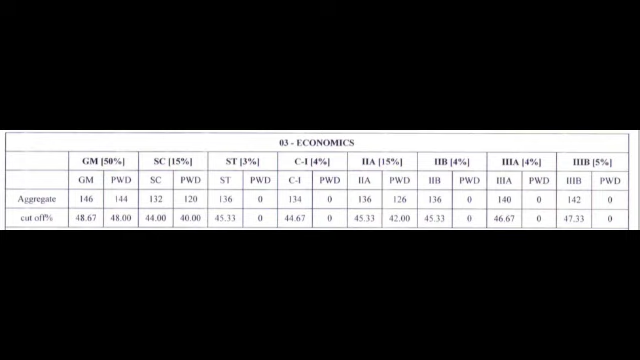 03 - ECONOMICS
GM [50%] SC [15%] ST [3%] C-I [4%] IIA [15%] IIB [4%] IIIA [4%] IIIB [5%]
GM PWD SC PWD ST PWD C-I PWD IIA PWD IIB PWD IIIA PWD IIIB PWD
Aggregate 146 144 132 120 136 0 134 0 136 126 136 0 140 0 142 0
cut off% 48.67 48.00 44.00 40.00 45.33 0 44.67 0 45.33 42.00 45.33 0 46.67 0 47.33 0